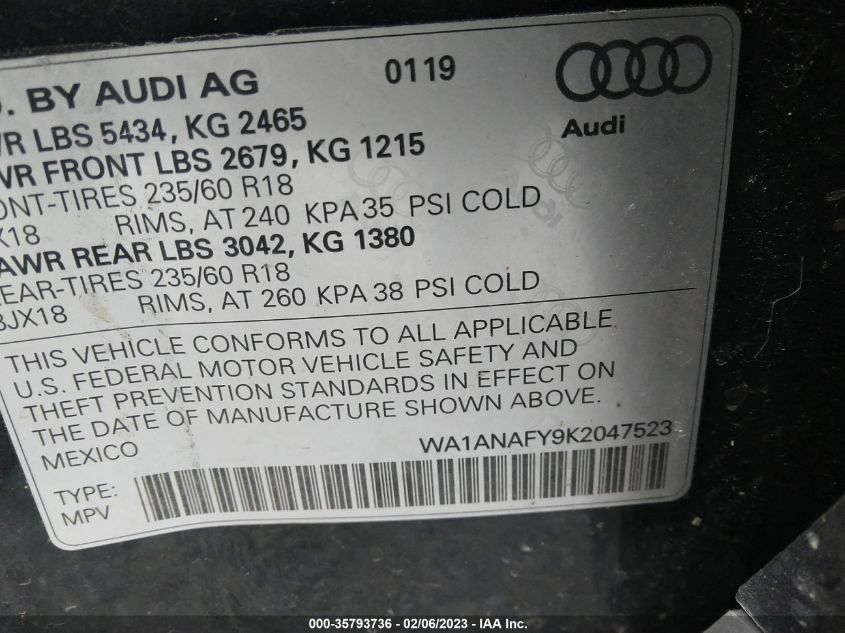 . BY AUDI AG 0119
Audi
WR LBS 5434, KG 2465
WR FRONT LBS 2679, KG 1215
ONT-TIRES 235/60 R18
X18 RIMS, AT 240 KPA 35 PSI COLD
AWR REAR LBS 3042, KG 1380
REAR-TIRES 235/60 R18
8JX18 RIMS, AT 260 KPA 38 PSI COLD
THIS VEHICLE CONFORMS TO ALL APPLICABLE
U.S. FEDERAL MOTOR VEHICLE SAFETY AND
THEFT PREVENTION STANDARDS IN EFFECT ON
THE DATE OF MANUFACTURE SHOWN ABOVE.
MEXICO WA1ANAFY9K2047523
TYPE:
MPV
000-35793736 - 02/06/2023 - IAA Inc.